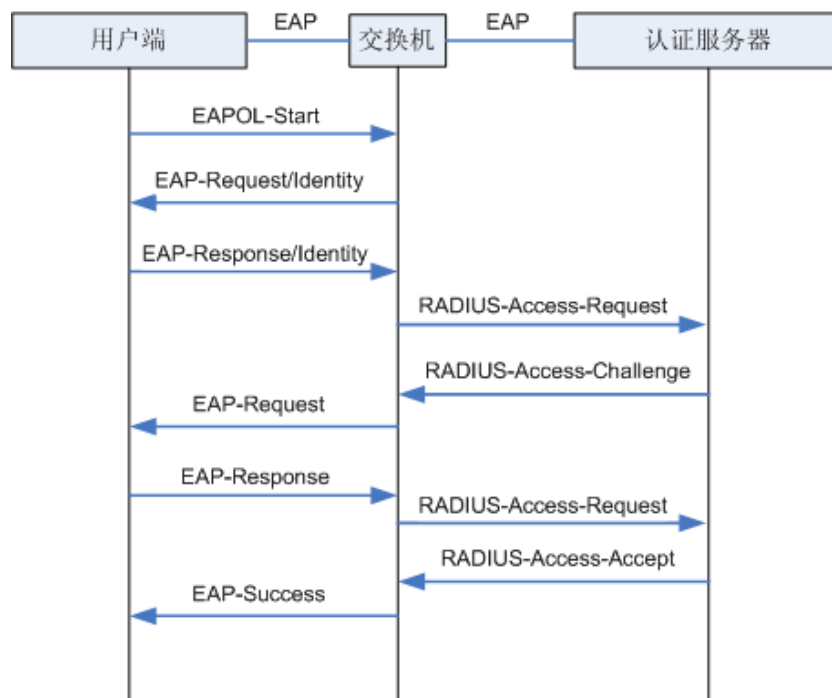 EAP
EAP
用户端
交换机
认证服务器
EAPOL-Start
EAP-Request/Identity
EAP-Response/Identity
RADIUS-Access-Request
RADIUS-Access-Challenge
EAP-Request
EAP-Response
RADIUS-Access-Request
RADIUS-Access-Accept
EAP-Success